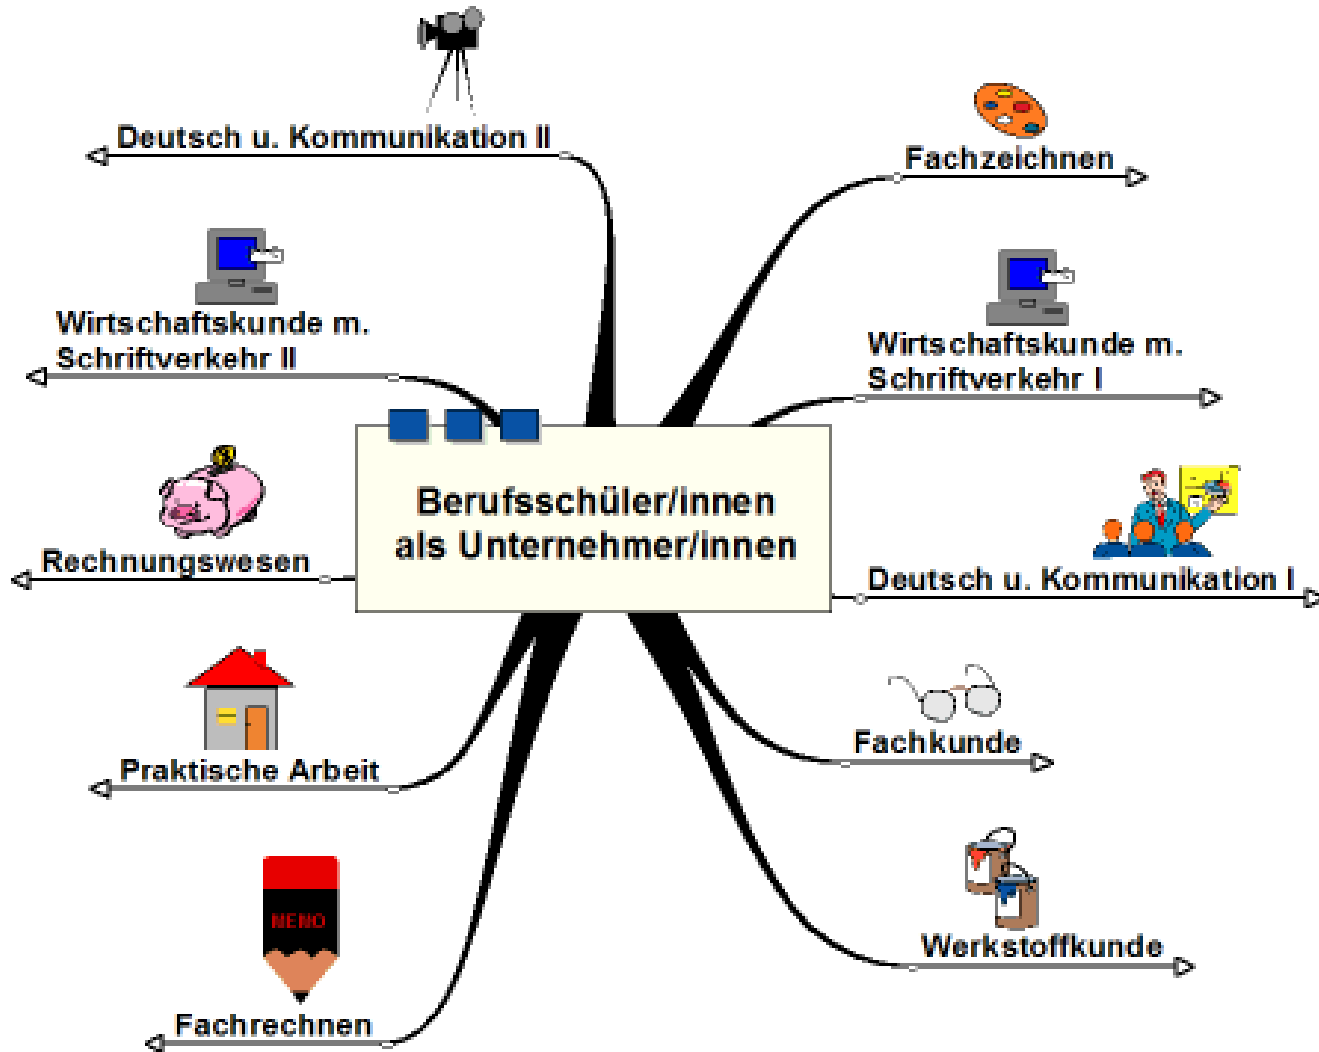 Deutsch u. Kommunikation II
Fachzeichnen
Wirtschaftskunde m.
Schriftverkehr II
Wirtschaftskunde m.
Schriftverkehr I
Berufsschüler/innen
als Unternehmer/innen
Rechnungswesen
Deutsch u. Kommunikation I
Praktische Arbeit
Fachkunde
MEMO
Fachrechnen
Werkstoffkunde